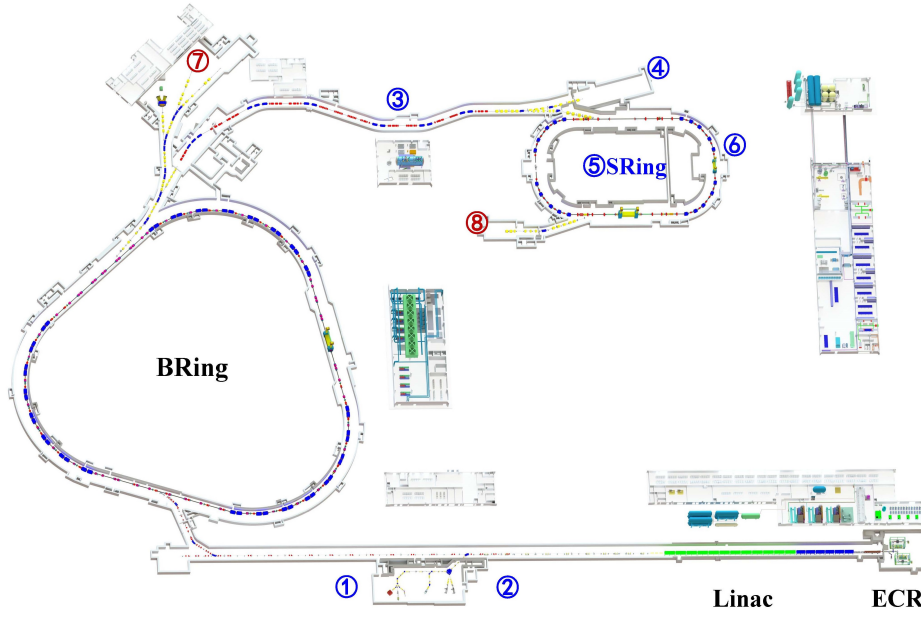 ⑦
④
③
⑥
⑤SRing
⑧
BRing
①
②
Linac
ECR